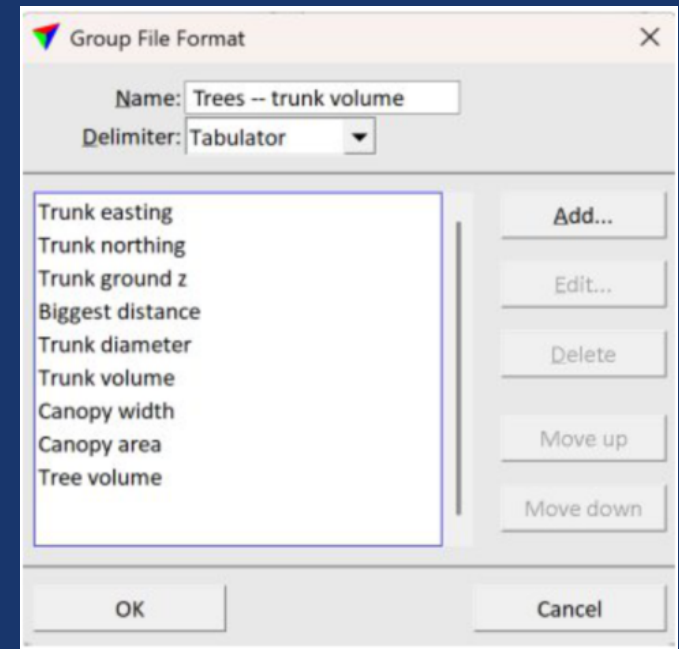 Group File Format
Name: Trees -- trunk volume
Delimiter: Tabulator
Trunk easting
Trunk northing
Trunk ground z
Biggest distance
Trunk diameter
Trunk volume
Canopy width
Canopy area
Tree volume
Add...
Edit...
Delete
Move up
Move down
OK
Cancel